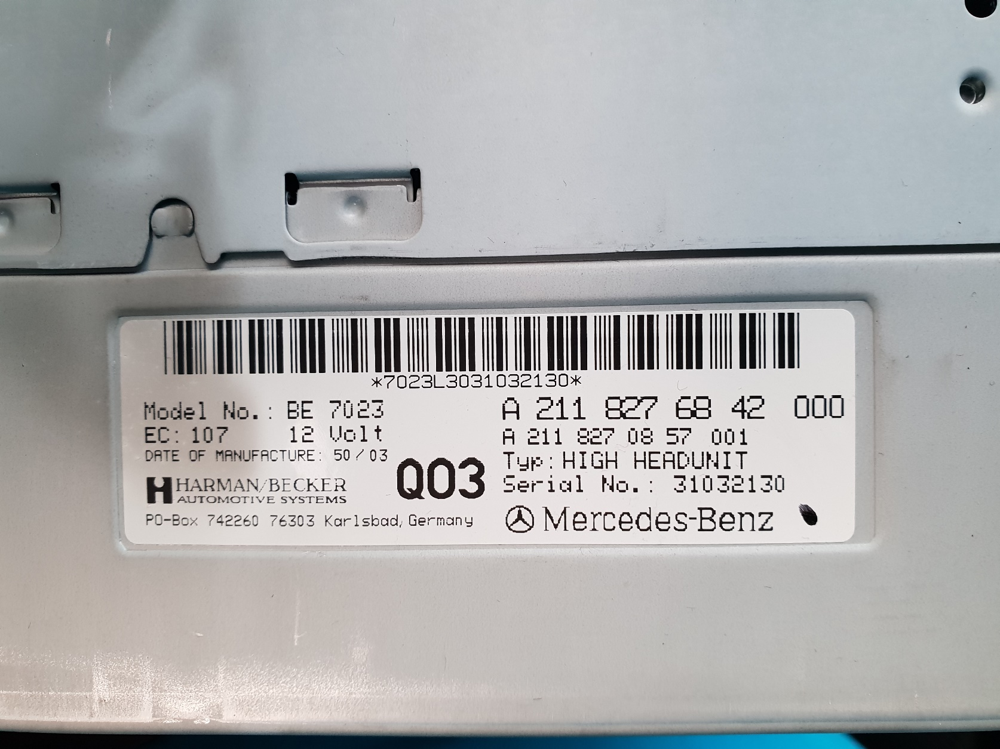 *7023L3031032130*
Model No.: BE 7023
EC: 107 12 Volt
DATE OF MANUFACTURE: 50/03
HARMAN/BECKER
AUTOMOTIVE SYSTEMS
Q03
PO-Box 742260 76303 Karlsbad, Germany
A 211 827 68 42 000
A 211 827 08 57 001
Typ: HIGH HEADUNIT
Serial No.: 31032130
Mercedes-Benz